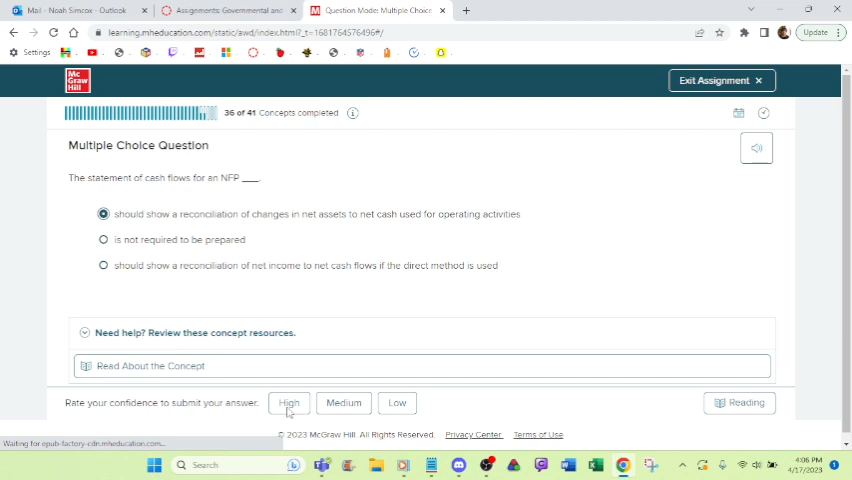 Mail - Noah Simcox - Outlook
Assignments: Governmental and
Question Mode: Multiple Choice
learning.mheducation.com/static/awd/index.html?_t=1681764576496#/
Update
Settings
Mc
Graw
Hill
Exit Assignment
36 of 41 Concepts completed
Multiple Choice Question
The statement of cash flows for an NFP ___.
should show a reconciliation of changes in net assets to net cash used for operating activities
is not required to be prepared
should show a reconciliation of net income to net cash flows if the direct method is used
Need help? Review these concept resources.
Read About the Concept
Rate your confidence to submit your answer.
High
Medium
Low
Reading
© 2023 McGraw Hill. All Rights Reserved.
Privacy Center
Terms of Use
Waiting for epub-factory-cdn.mheducation.com...
Search
4:06 PM
4/17/2023